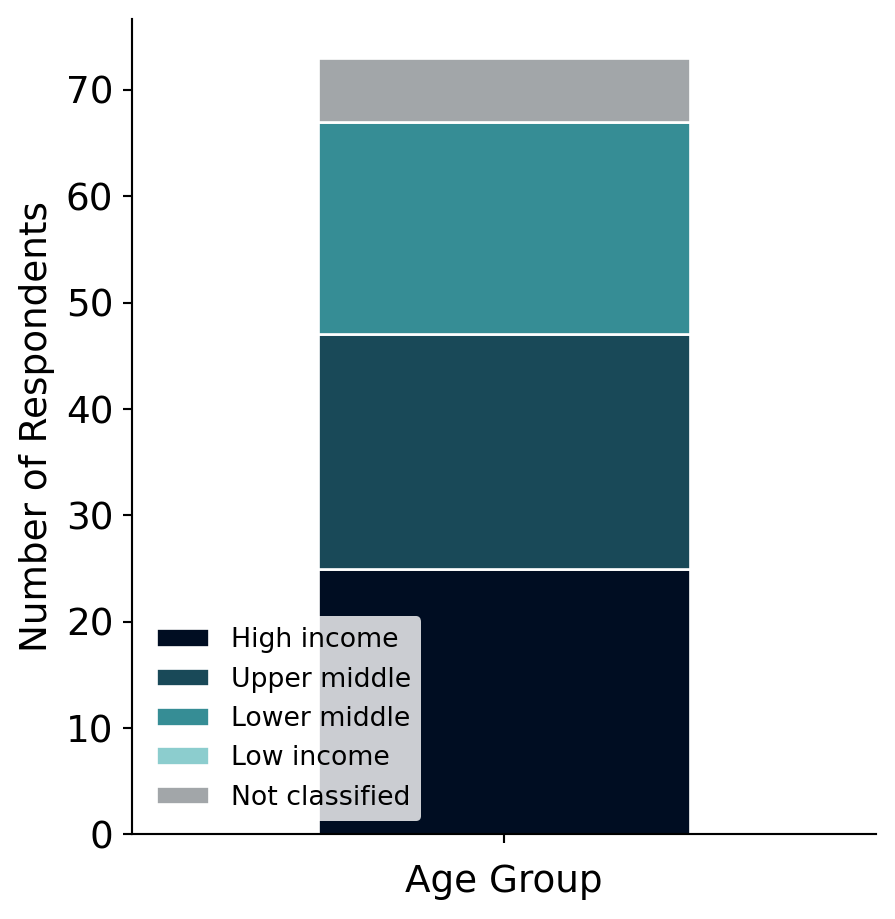 Number of Respondents
70
60
50
40
30
20
10
0
High income
Upper middle
Lower middle
Low income
Not classified
Age Group